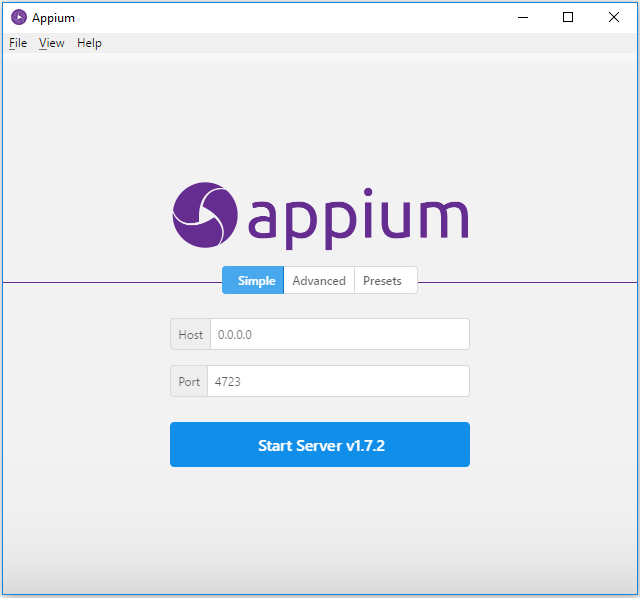 Appium
File View Help
appium
Simple Advanced Presets
Host 0.0.0.0
Port 4723
Start Server v1.7.2